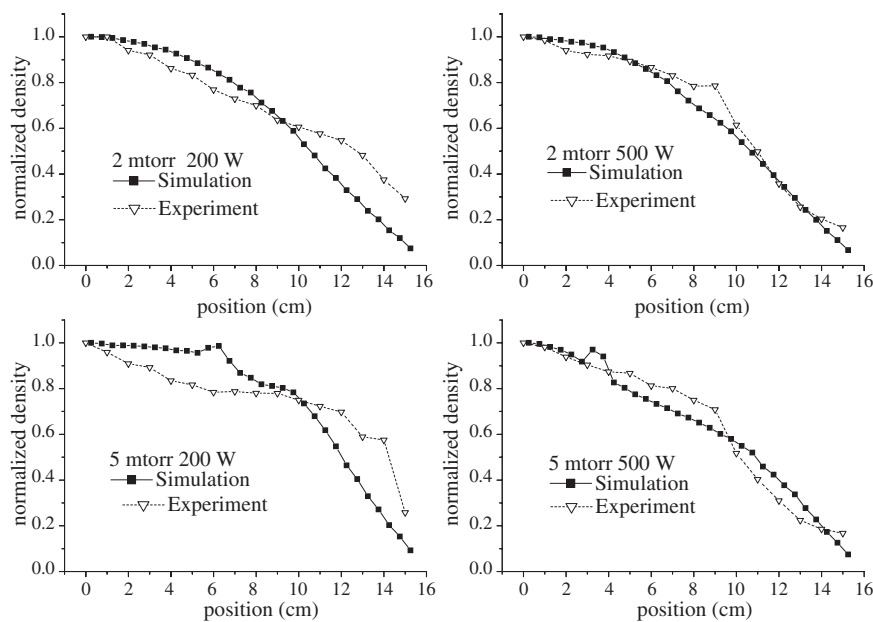 1.0
0.8
0.6
0.4
0.2
0.0
normalized density
2 mtorr 200 W
Simulation
Experiment
0 2 4 6 8 10 12 14 16
position (cm)
1.0
0.8
0.6
0.4
0.2
0.0
normalized density
2 mtorr 500 W
Simulation
Experiment
0 2 4 6 8 10 12 14 16
position (cm)
1.0
0.8
0.6
0.4
0.2
0.0
normalized density
5 mtorr 200 W
Simulation
Experiment
0 2 4 6 8 10 12 14 16
position (cm)
1.0
0.8
0.6
0.4
0.2
0.0
normalized density
5 mtorr 500 W
Simulation
Experiment
0 2 4 6 8 10 12 14 16
position (cm)